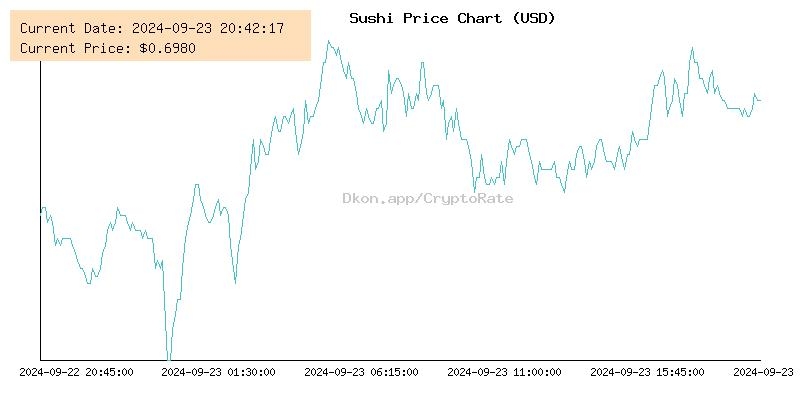 Sushi Price Chart (USD)
Current Date: 2024-09-23 20:42:17
Current Price: $0.6980
Dkon.app/CryptoRate
2024-09-22 20:45:00 2024-09-23 01:30:00 2024-09-23 06:15:00 2024-09-23 11:00:00 2024-09-23 15:45:00 2024-09-23